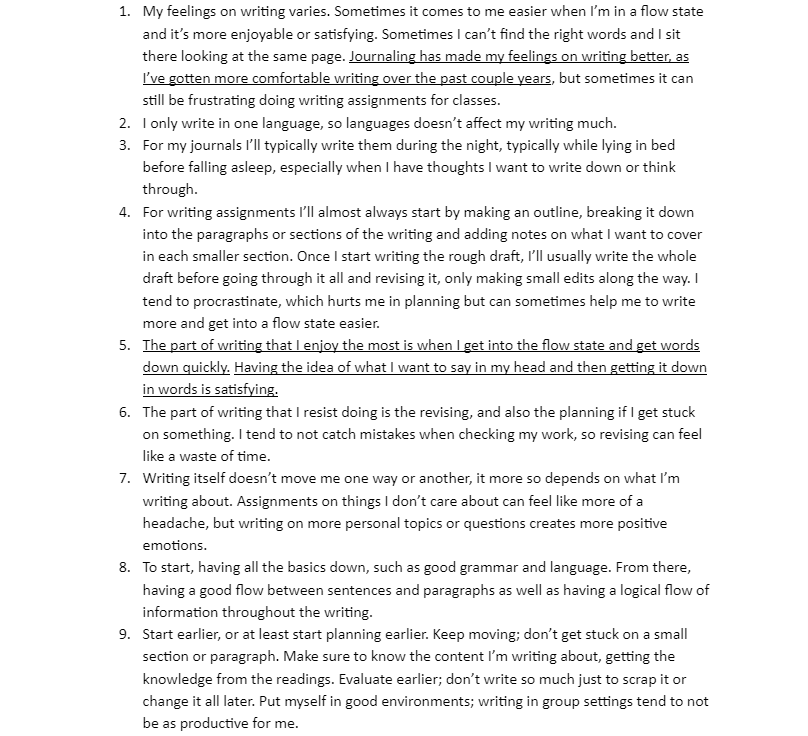 1. My feelings on writing varies. Sometimes it comes to me easier when I'm in a flow state
and it's more enjoyable or satisfying. Sometimes I can't find the right words and I sit
there looking at the same page. Journaling has made my feelings on writing better, as
I've gotten more comfortable writing over the past couple years, but sometimes it can
still be frustrating doing writing assignments for classes.
2. I only write in one language, so languages doesn't affect my writing much.
3. For my journals I'll typically write them during the night, typically while lying in bed
before falling asleep, especially when I have thoughts I want to write down or think
through.
4. For writing assignments I'll almost always start by making an outline, breaking it down
into the paragraphs or sections of the writing and adding notes on what I want to cover
in each smaller section. Once I start writing the rough draft, I'll usually write the whole
draft before going through it all and revising it, only making small edits along the way. I
tend to procrastinate, which hurts me in planning but can sometimes help me to write
more and get into a flow state easier.
5. The part of writing that I enjoy the most is when I get into the flow state and get words
down quickly. Having the idea of what I want to say in my head and then getting it down
in words is satisfying.
6. The part of writing that I resist doing is the revising, and also the planning if I get stuck
on something. I tend to not catch mistakes when checking my work, so revising can feel
like a waste of time.
7. Writing itself doesn't move me one way or another, it more so depends on what I'm
writing about. Assignments on things I don't care about can feel like more of a
headache, but writing on more personal topics or questions creates more positive
emotions.
8. To start, having all the basics down, such as good grammar and language. From there,
having a good flow between sentences and paragraphs as well as having a logical flow of
information throughout the writing.
9. Start earlier, or at least start planning earlier. Keep moving; don't get stuck on a small
section or paragraph. Make sure to know the content I'm writing about, getting the
knowledge from the readings. Evaluate earlier; don't write so much just to scrap it or
change it all later. Put myself in good environments; writing in group settings tend to not
be as productive for me.